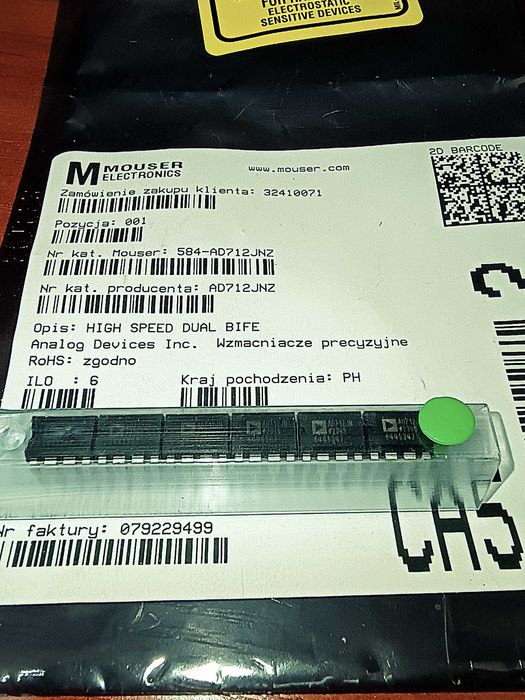 ELECTROSTATIC
SENSITIVE DEVICES
2D BARCODE
M MOUSER
ELECTRONICS
www.mouser.com
Zamówienie zakupu klienta: 32410071
Pozycja: 001
Nr kat. Mouser: 584-AD712JNZ
Nr kat. producenta: AD712JNZ
Opis: HIGH SPEED DUAL BIFE
Analog Devices Inc. Wzmacniacze precyzyjne
RoHS: zgodno
ILO : 6
Kraj pochodzenia: PH
Nr faktury: 079229499